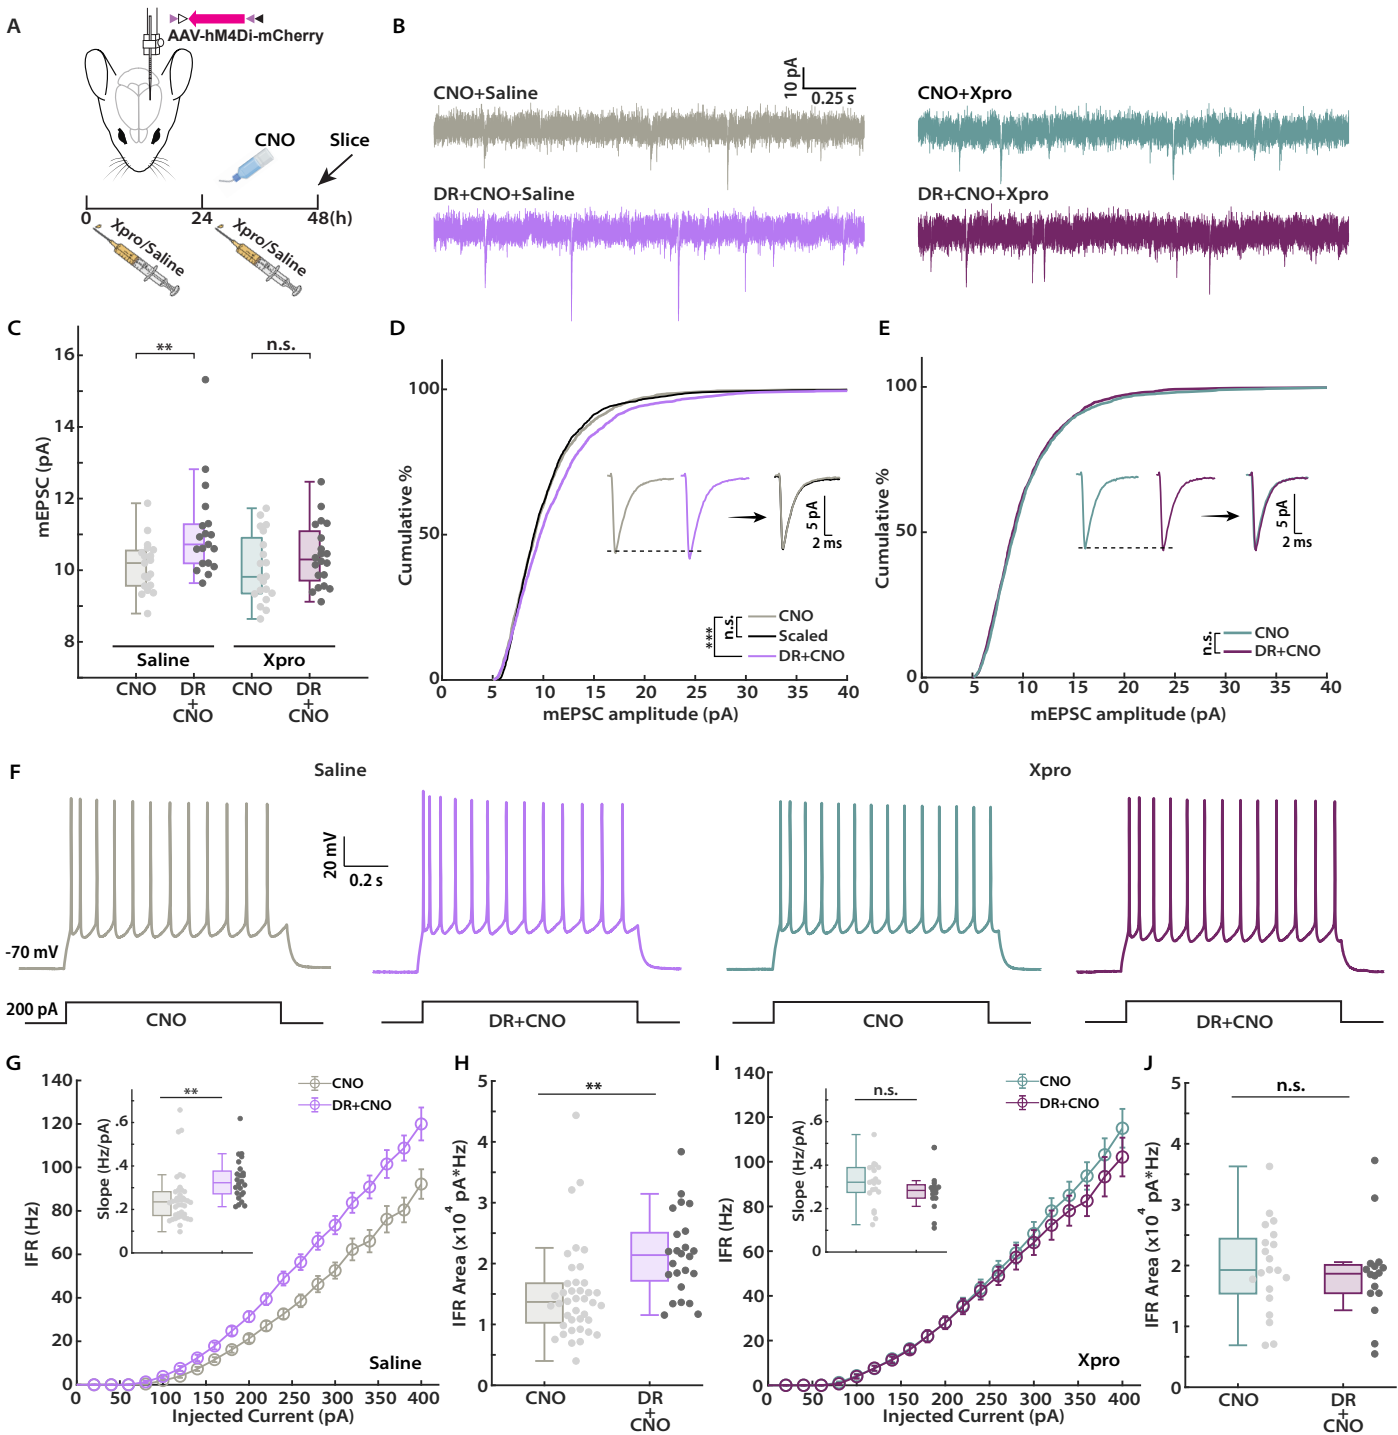 A
AAV-hM4Di-mCherry
CNO
Slice
0
24
48(h)
Xpro/Saline
Xpro/Saline
B
10 pA
0.25 s
CNO+Saline
CNO+Xpro
DR+CNO+Saline
DR+CNO+Xpro
C
mEPSC (pA)
16
14
12
10
8
**
n.s.
Saline
Xpro
CNO
DR
+
CNO
CNO
DR
+
CNO
D
Cumulative %
100
50
0
5 pA
2 ms
***
n.s.
CNO
Scaled
DR+CNO
0 5 10 15 20 25 30 35 40
mEPSC amplitude (pA)
E
Cumulative %
100
50
0
5 pA
2 ms
n.s.
CNO
DR+CNO
0 5 10 15 20 25 30 35 40
mEPSC amplitude (pA)
F
Saline
Xpro
20 mV
0.2 s
-70 mV
200 pA
CNO
DR+CNO
CNO
DR+CNO
G
IFR (Hz)
140
120
100
80
60
40
20
0
Slope (Hz/pA)
.6
.4
.2
0
**
CNO
DR+CNO
Saline
0 50 100 150 200 250 300 350 400
Injected Current (pA)
H
IFR Area (x10⁴ pA*Hz)
5
4
3
2
1
0
**
CNO
DR
+
CNO
I
IFR (Hz)
140
120
100
80
60
40
20
0
Slope (Hz/pA)
.6
.4
.2
0
n.s.
CNO
DR+CNO
Xpro
0 50 100 150 200 250 300 350 400
Injected Current (pA)
J
IFR Area (x10⁴ pA*Hz)
5
4
3
2
1
0
n.s.
CNO
DR
+
CNO